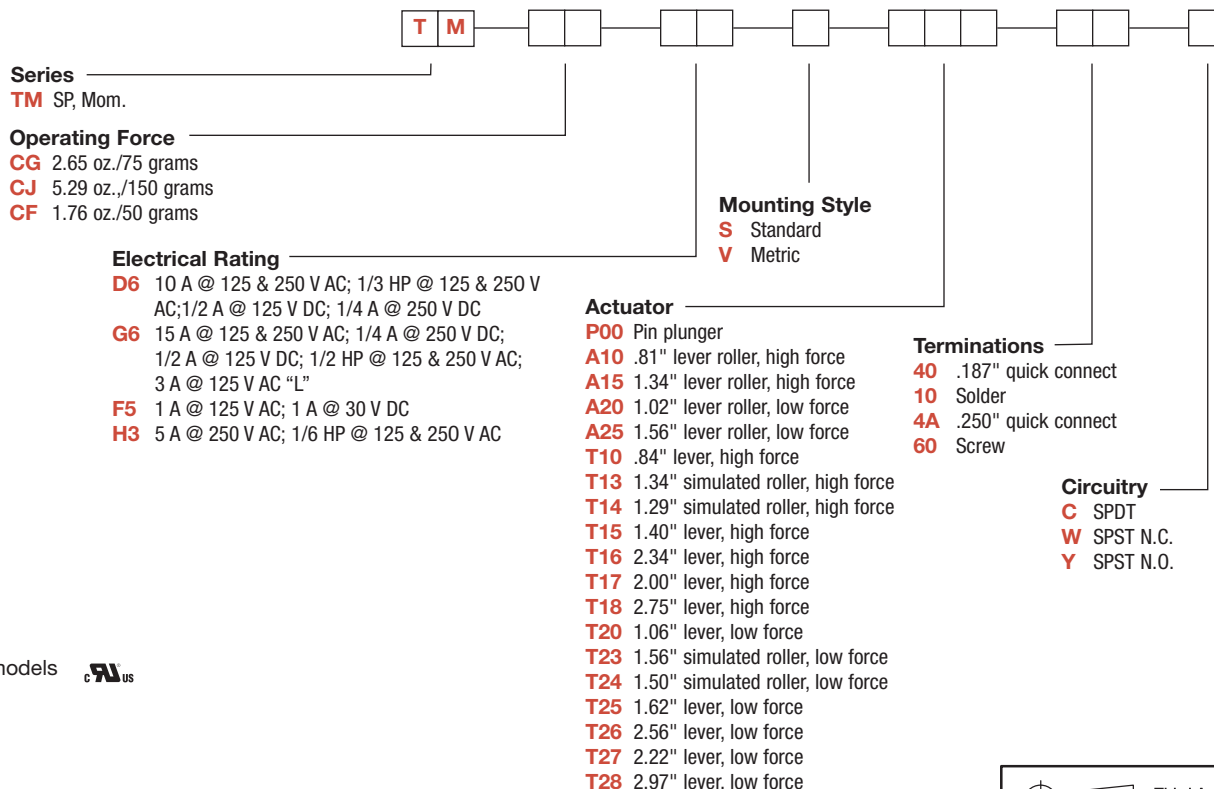 T M
Series
TM SP, Mom.
Operating Force
CG 2.65 oz./75 grams
CJ 5.29 oz.,/150 grams
CF 1.76 oz./50 grams
Electrical Rating
D6 10 A @ 125 & 250 V AC; 1/3 HP @ 125 & 250 V
AC;1/2 A @ 125 V DC; 1/4 A @ 250 V DC
G6 15 A @ 125 & 250 V AC; 1/4 A @ 250 V DC;
1/2 A @ 125 V DC; 1/2 HP @ 125 & 250 V AC;
3 A @ 125 V AC “L”
F5 1 A @ 125 V AC; 1 A @ 30 V DC
H3 5 A @ 250 V AC; 1/6 HP @ 125 & 250 V AC
Mounting Style
S Standard
V Metric
Actuator
P00 Pin plunger
A10 .81" lever roller, high force
A15 1.34" lever roller, high force
A20 1.02" lever roller, low force
A25 1.56" lever roller, low force
T10 .84" lever, high force
T13 1.34" simulated roller, high force
T14 1.29" simulated roller, high force
T15 1.40" lever, high force
T16 2.34" lever, high force
T17 2.00" lever, high force
T18 2.75" lever, high force
T20 1.06" lever, low force
T23 1.56" simulated roller, low force
T24 1.50" simulated roller, low force
T25 1.62" lever, low force
T26 2.56" lever, low force
T27 2.22" lever, low force
T28 2.97" lever, low force
Terminations
40 .187" quick connect
10 Solder
4A .250" quick connect
60 Screw
Circuitry
C SPDT
W SPST N.C.
Y SPST N.O.
models c US